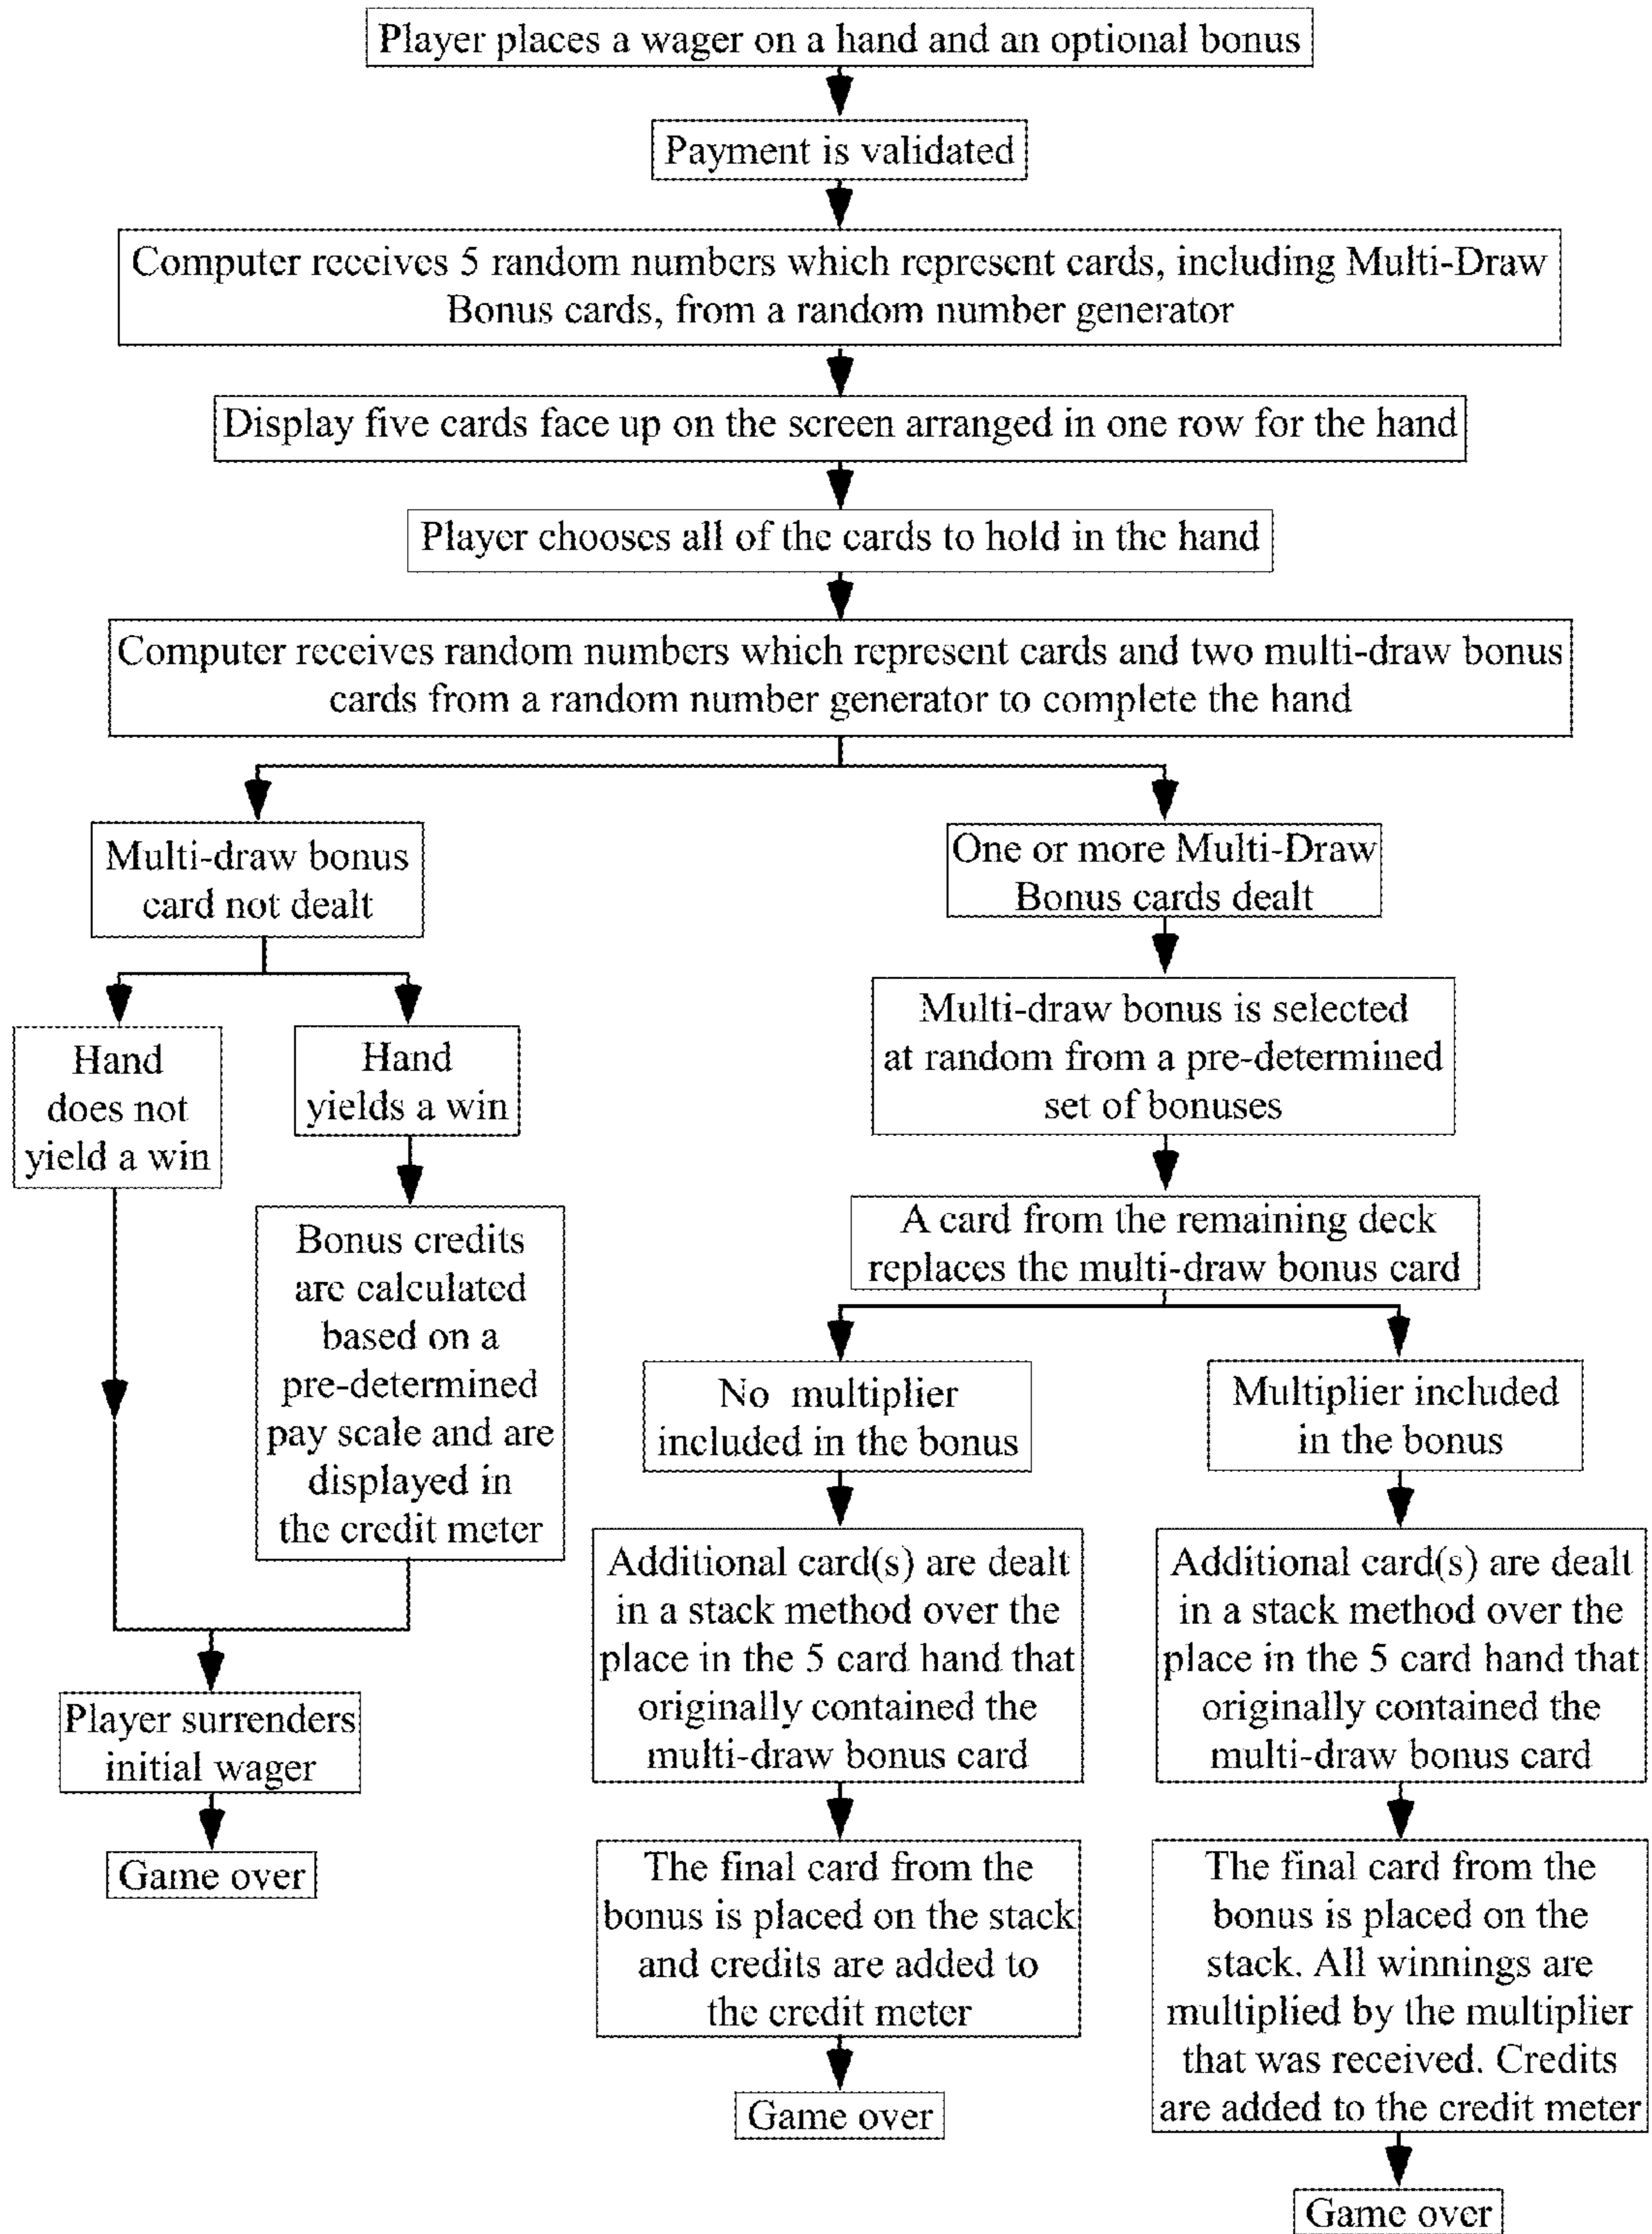 Player places a wager on a hand and an optional bonus
Payment is validated
Computer receives 5 random numbers which represent cards, including Multi-Draw
Bonus cards, from a random number generator
Display five cards face up on the screen arranged in one row for the hand
Player chooses all of the cards to hold in the hand
Computer receives random numbers which represent cards and two multi-draw bonus
cards from a random number generator to complete the hand
Multi-draw bonus
card not dealt
Hand
does not
yield a win
Hand
yields a win
Bonus credits
are calculated
based on a
pre-determined
pay scale and are
displayed in
the credit meter
Player surrenders
initial wager
Game over
One or more Multi-Draw
Bonus cards dealt
Multi-draw bonus is selected
at random from a pre-determined
set of bonuses
A card from the remaining deck
replaces the multi-draw bonus card
No multiplier
included in the bonus
Additional card(s) are dealt
in a stack method over the
place in the 5 card hand that
originally contained the
multi-draw bonus card
The final card from the
bonus is placed on the stack
and credits are added to
the credit meter
Game over
Multiplier included
in the bonus
Additional card(s) are dealt
in a stack method over the
place in the 5 card hand that
originally contained the
multi-draw bonus card
The final card from the
bonus is placed on the
stack. All winnings are
multiplied by the multiplier
that was received. Credits
are added to the credit meter
Game over